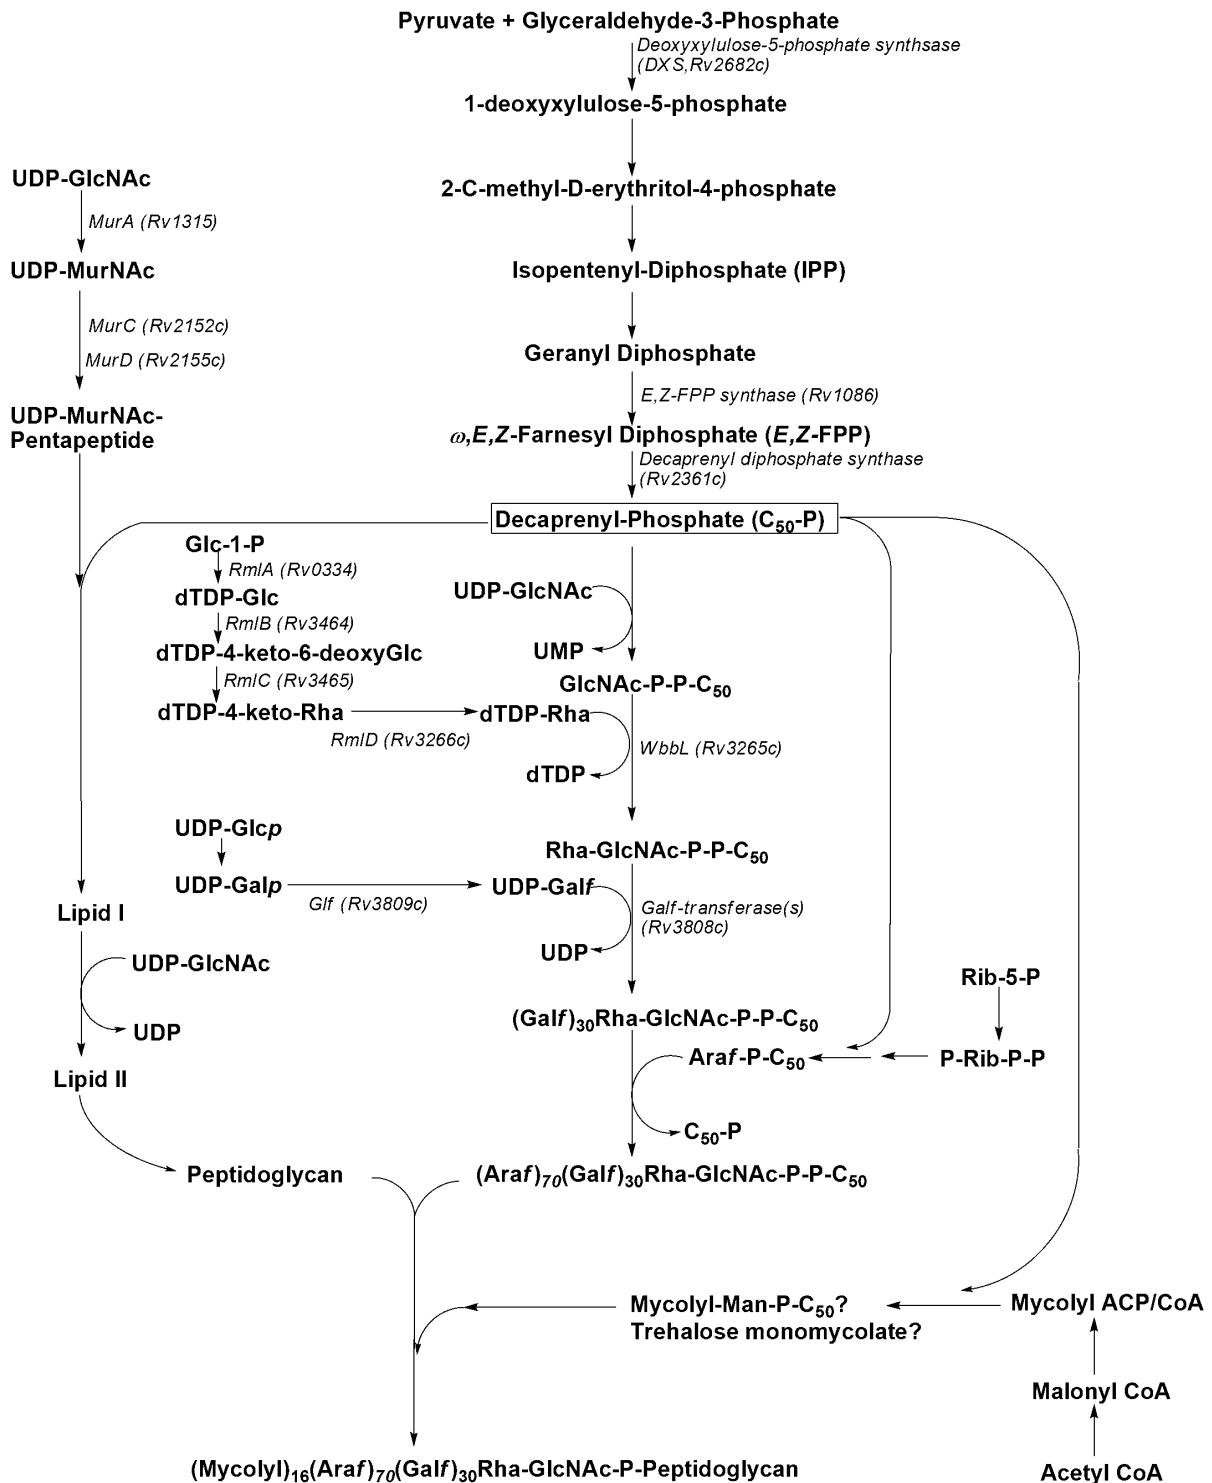 Pyruvate + Glyceraldehyde-3-Phosphate
Deoxyxylulose-5-phosphate synthsase
(DXS,Rv2682c)
1-deoxyxylulose-5-phosphate
UDP-GlcNAc
2-C-methyl-D-erythritol-4-phosphate
MurA (Rv1315)
UDP-MurNAc
Isopentenyl-Diphosphate (IPP)
MurC (Rv2152c)
MurD (Rv2155c)
Geranyl Diphosphate
E,Z-FPP synthase (Rv1086)
UDP-MurNAc-
Pentapeptide
ω,E,Z-Farnesyl Diphosphate (E,Z-FPP)
Decaprenyl diphosphate synthase
(Rv2361c)
Decaprenyl-Phosphate (C50-P)
Glc-1-P
RmlA (Rv0334)
dTDP-Glc
UDP-GlcNAc
RmlB (Rv3464)
UMP
dTDP-4-keto-6-deoxyGlc
RmlC (Rv3465)
GlcNAc-P-P-C50
dTDP-4-keto-Rha
dTDP-Rha
RmlD (Rv3266c)
WbbL (Rv3265c)
dTDP
UDP-Glcp
Rha-GlcNAc-P-P-C50
UDP-Galp
UDP-Galf
Glf (Rv3809c)
Galf-transferase(s)
(Rv3808c)
Lipid I
UDP
UDP-GlcNAc
Rib-5-P
(Galf)30Rha-GlcNAc-P-P-C50
UDP
Araf-P-C50
P-Rib-P-P
Lipid II
C50-P
Peptidoglycan
(Araf)70(Galf)30Rha-GlcNAc-P-P-C50
Mycolyl-Man-P-C50?
Trehalose monomycolate?
Mycolyl ACP/CoA
Malonyl CoA
(Mycolyl)16(Araf)70(Galf)30Rha-GlcNAc-P-Peptidoglycan
Acetyl CoA